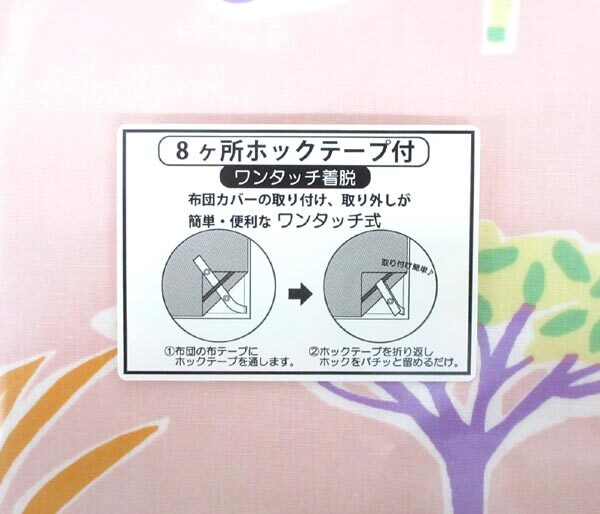 8ヶ所ホックテープ付
ワンタッチ着脱
布団カバーの取り付け、取り外しが
簡単・便利な ワンタッチ式
取り付け簡単♪
①布団の布テープに
ホックテープを通します。
②ホックテープを折り返し
ホックをパチッと留めるだけ。